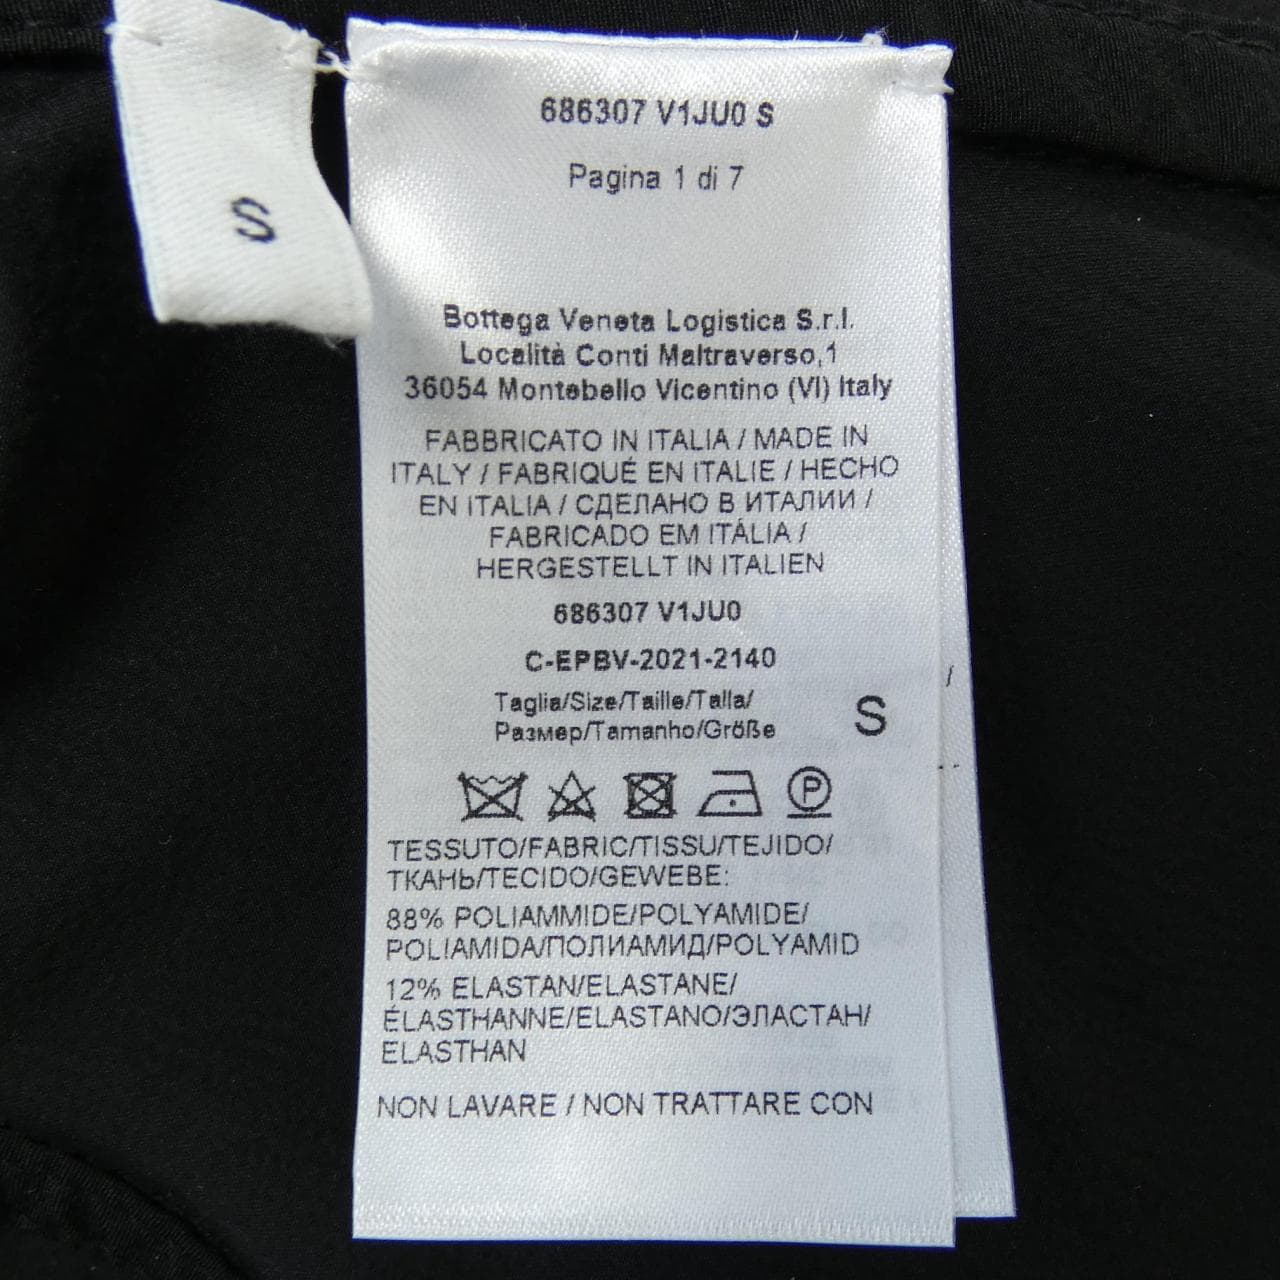 S
686307 V1JU0 S
Pagina 1 di 7
Bottega Veneta Logistica S.r.l.
Località Conti Maltraverso,1
36054 Montebello Vicentino (VI) Italy
FABBRICATO IN ITALIA / MADE IN
ITALY / FABRIQUÉ EN ITALIE / HECHO
EN ITALIA / СДЕЛАНО В ИТАЛИИ /
FABRICADO EM ITÁLIA /
HERGESTELLT IN ITALIEN
686307 V1JU0
C-EPBV-2021-2140
Taglia/Size/Taille/Talla/
Размер/Tamanho/Größe S
P
TESSUTO/FABRIC/TISSU/TEJIDO/
ТКАНЬ/TECIDO/GEWEBE:
88% POLIAMMIDE/POLYAMIDE/
POLIAMIDA/ПОЛИАМИД/POLYAMID
12% ELASTAN/ELASTANE/
ÉLASTHANNE/ELASTANO/ЭЛАСТАН/
ELASTHAN
NON LAVARE / NON TRATTARE CON